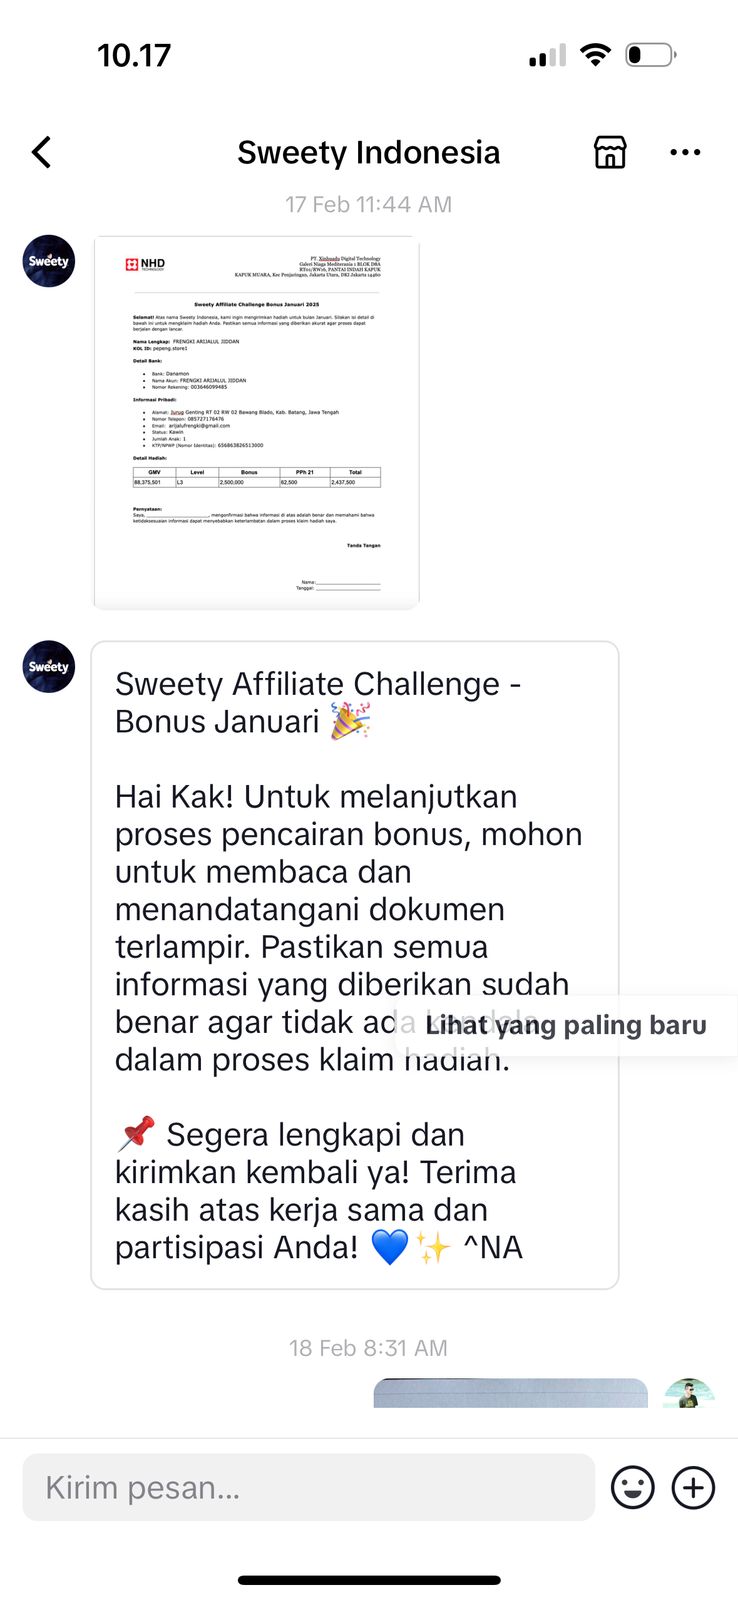 10.17
Sweety Indonesia
17 Feb 11:44 AM
Sweety
NHD
TECHNOLOGY
PT. Xinhuadu Digital Technology
Galeri Niaga Mediterania 1 BLOK D8A
RT01/RW16, PANTAI INDAH KAPUK
KAPUK MUARA, Kec Penjaringan, Jakarta Utara, DKI Jakarta 14460
Sweety Affiliate Challenge Bonus Januari 2025
Selamat! Atas nama Sweety Indonesia, kami ingin mengirimkan hadiah untuk bulan Januari. Silakan isi detail di
bawah ini untuk mengklaim hadiah Anda. Pastikan semua informasi yang diberikan akurat agar proses dapat
berjalan dengan lancar.
Nama Lengkap: FRENGKI ARIJALUL JIDDAN
KOL ID: pepeng.store1
Detail Bank:
Bank: Danamon
Nama Akun: FRENGKI ARIJALUL JIDDAN
Nomor Rekening: 003646099485
Informasi Pribadi:
Alamat: Jurug Genting RT 02 RW 02 Bawang Blado, Kab. Batang, Jawa Tengah
Nomor Telepon: 085727176476
Email: arijalufrengki@gmail.com
Status: Kawin
Jumlah Anak: 1
KTP/NPWP (Nomor Identitas): 656863826513000
Detail Hadiah:
GMV Level Bonus PPh 21 Total
88,375,501 L3 2,500,000 62,500 2,437,500
Pernyataan:
Saya, ____________________, mengonfirmasi bahwa informasi di atas adalah benar dan memahami bahwa
ketidaksesuaian informasi dapat menyebabkan keterlambatan dalam proses klaim hadiah saya.
Tanda Tangan
Nama:____________________
Tanggal: ____________________
Sweety
Sweety Affiliate Challenge -
Bonus Januari 🎉
Hai Kak! Untuk melanjutkan
proses pencairan bonus, mohon
untuk membaca dan
menandatangani dokumen
terlampir. Pastikan semua
informasi yang diberikan sudah
benar agar tidak ada kendala
Lihat yang paling baru
dalam proses klaim hadiah.
📌 Segera lengkapi dan
kirimkan kembali ya! Terima
kasih atas kerja sama dan
partisipasi Anda! 💙✨ ^NA
18 Feb 8:31 AM
Kirim pesan...